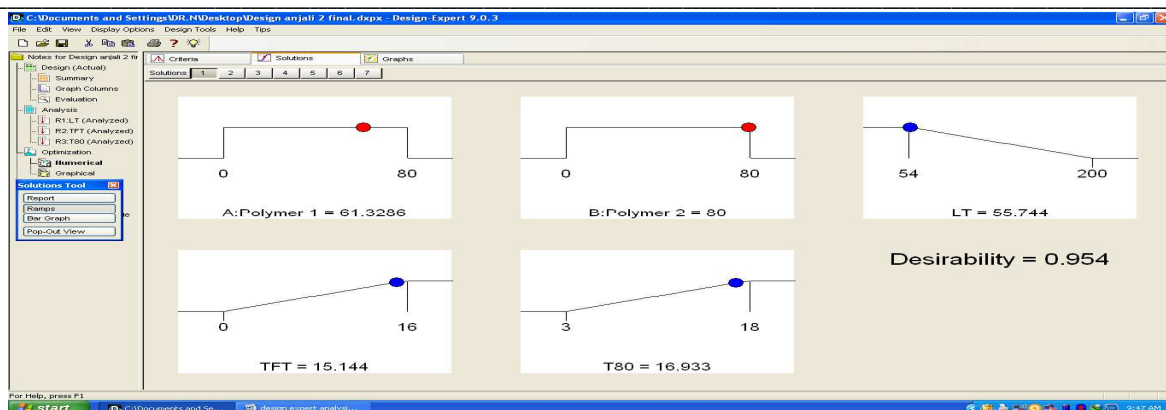 C:\Documents and Settings\DR.N\Desktop\Design anjali 2 final.dxpx - Design-Expert 9.0.3
File Edit View Display Options Design Tools Help Tips
Notes for Design anjali 2 fir
Design (Actual)
Summary
Graph Columns
Evaluation
Analysis
R1:LT (Analyzed)
R2:TFT (Analyzed)
R3:T80 (Analyzed)
Optimization
Numerical
Graphical
Solutions Tool
Report
Ramps
Bar Graph
Pop-Out View
Criteria Solutions Graphs
Solutions 1 2 3 4 5 6 7
0 80
A:Polymer 1 = 61.3286
0 80
B:Polymer 2 = 80
54 200
LT = 55.744
0 16
TFT = 15.144
3 18
T80 = 16.933
Desirability = 0.954
For Help, press F1
start C:\Documents and Se... design expert analysi... 9:47 AM